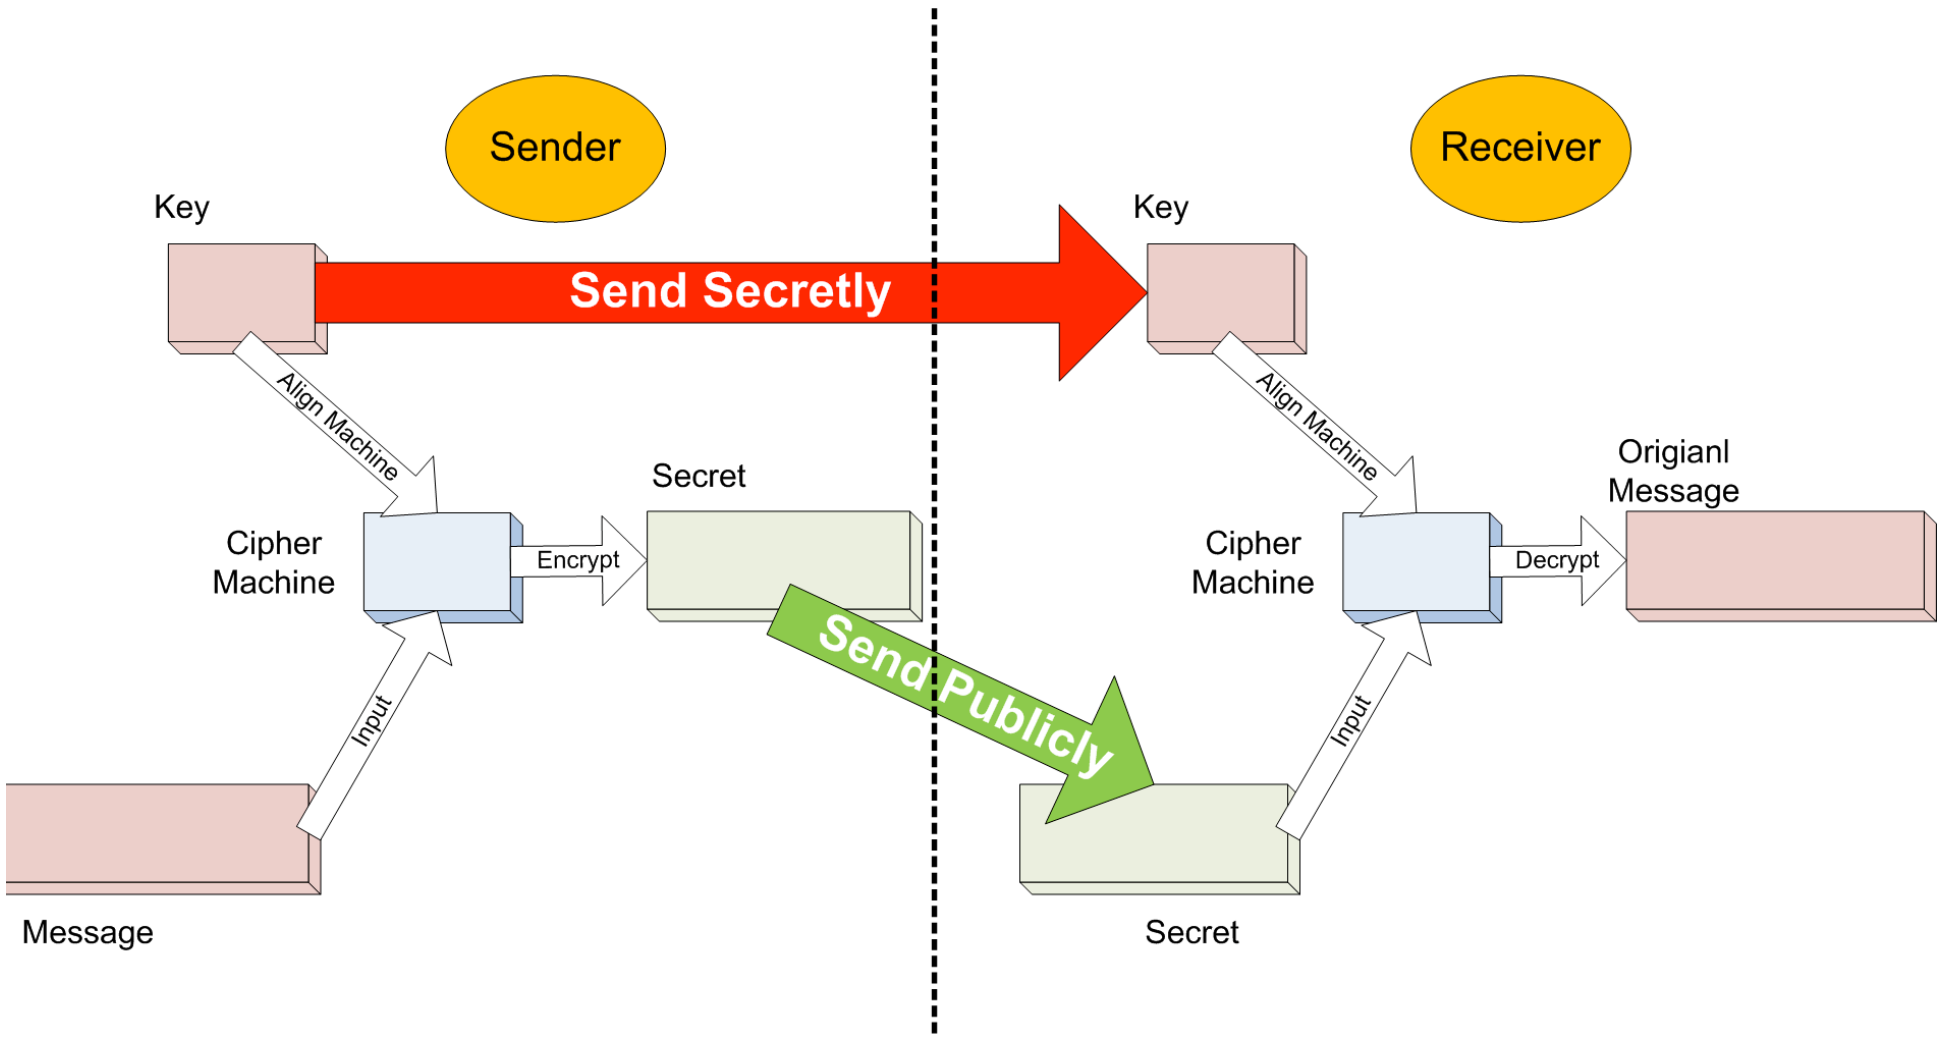 Sender
Receiver
Key
Key
Send Secretly
Align Machine
Align Machine
Secret
Origianl
Message
Cipher
Machine
Encrypt
Cipher
Machine
Decrypt
Send Publicly
Input
Input
Message
Secret